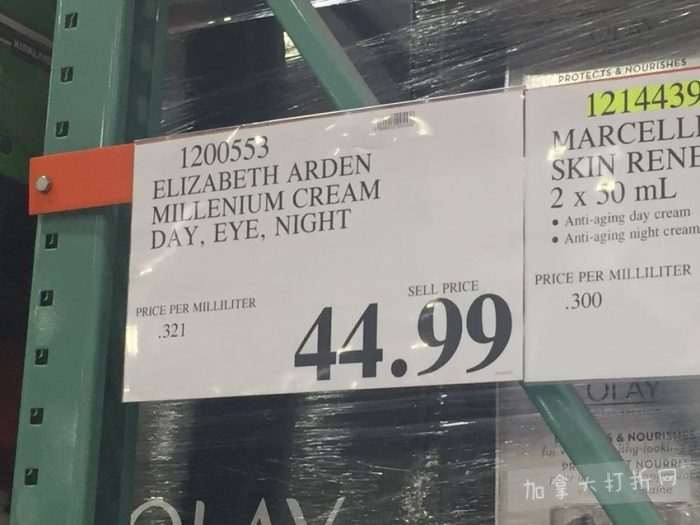 KIRKLAND
OLAY
PROTECTS & NOURISHES
1200553
ELIZABETH ARDEN
MILLENIUM CREAM
DAY, EYE, NIGHT
PRICE PER MILLILITER
.321
SELL PRICE
44.99
1214439
MARCELL
SKIN RENE
2 x 50 mL
• Anti-aging day cream
• Anti-aging night cream
PRICE PER MILLILITER
.300
OLAY
& NOURISHES
OLAY
加拿大打折网